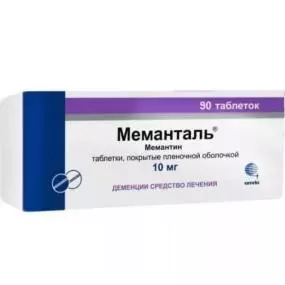 90 таблеток
Меманталь®
Мемантин
таблетки, покрытые пленочной оболочкой
10 мг
ДЕМЕНЦИИ СРЕДСТВО ЛЕЧЕНИЯ